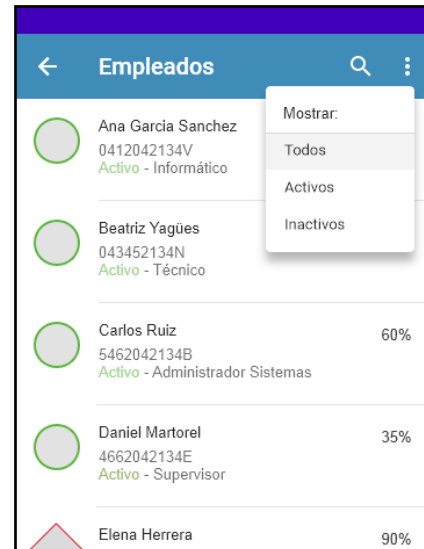 Empleados
Mostrar:
Todos
Activos
Inactivos
Ana Garcia Sanchez
0412042134V
Activo - Informático
Beatriz Yagües
043452134N
Activo - Técnico
Carlos Ruiz
60%
5462042134B
Activo - Administrador Sistemas
Daniel Martorel
35%
4662042134E
Activo - Supervisor
Elena Herrera
90%